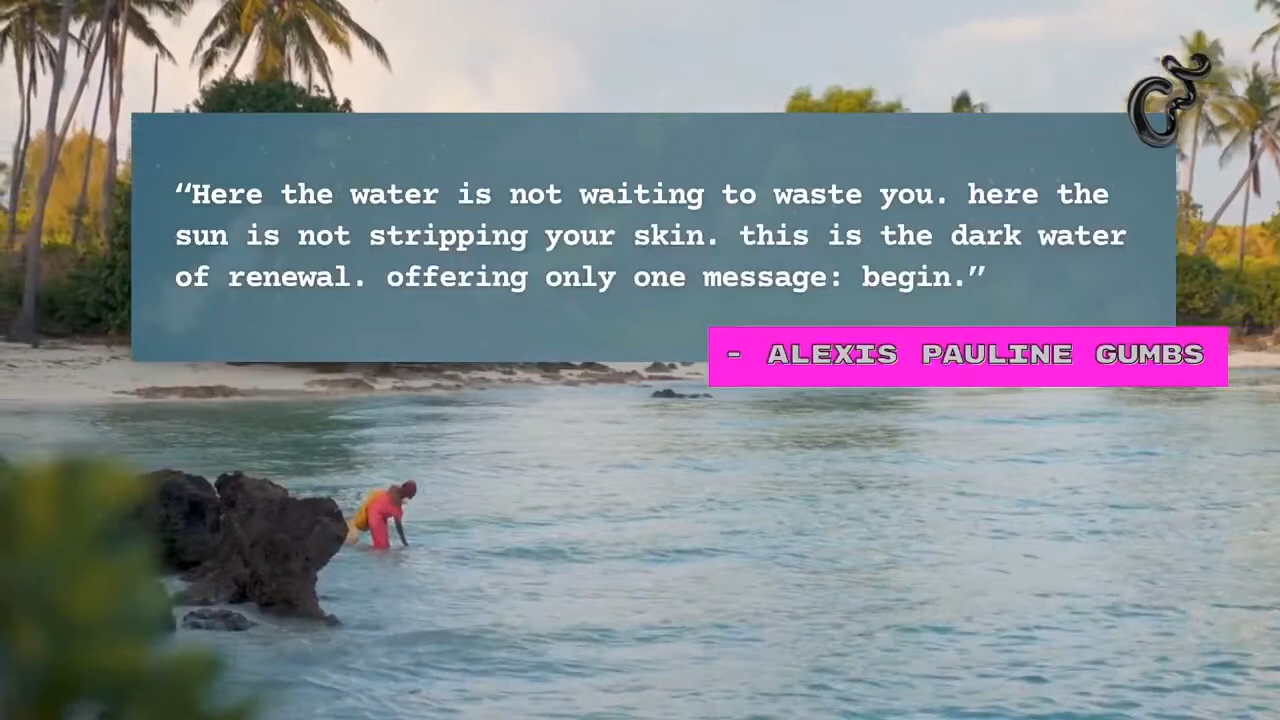 “Here the water is not waiting to waste you. here the
sun is not stripping your skin. this is the dark water
of renewal. offering only one message: begin.”
- ALEXIS PAULINE GUMBS